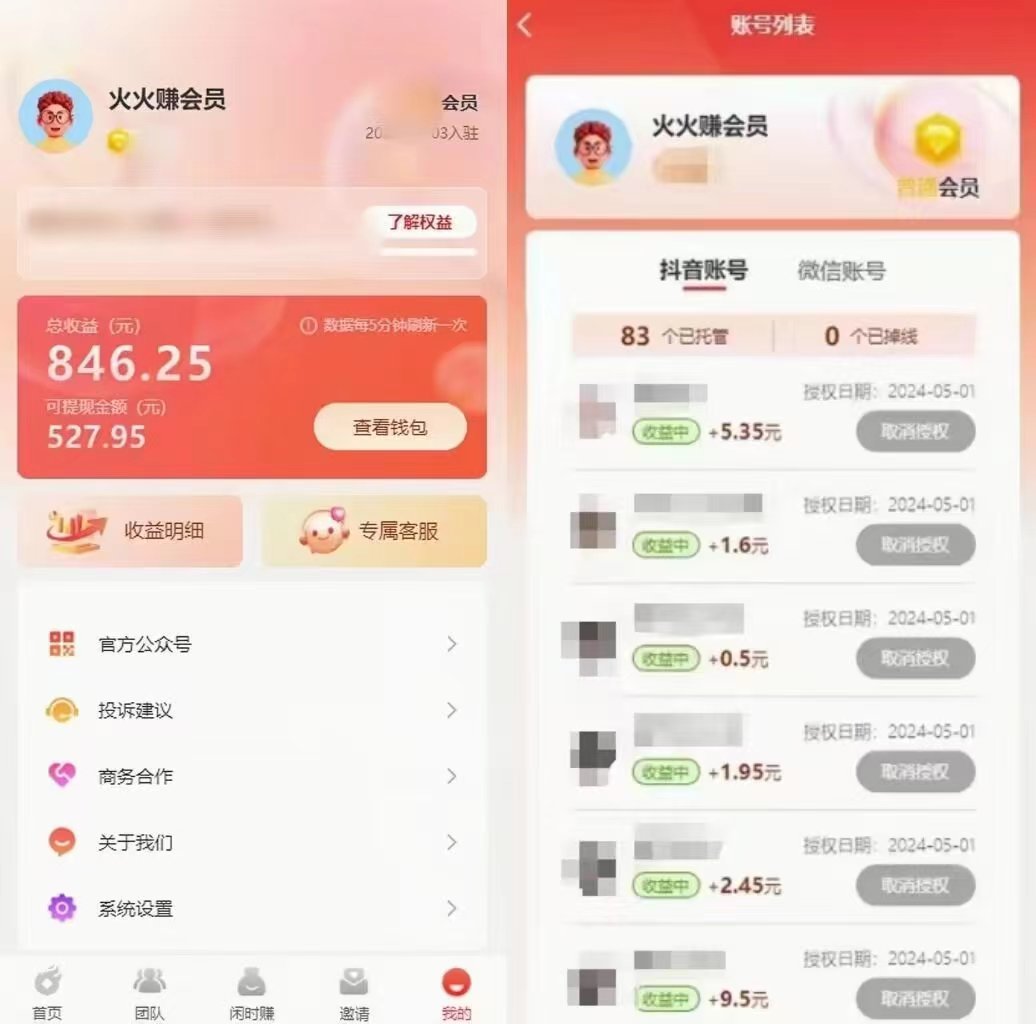 火火赚会员
会员
03入驻
了解权益
总收益（元）
数据每5分钟刷新一次
846.25
可提现金额（元）
527.95
查看钱包
收益明细
专属客服
官方公众号
投诉建议
商务合作
关于我们
系统设置
首页
团队
闲时赚
邀请
我的
账号列表
火火赚会员
普通会员
抖音账号
微信账号
83 个已托管
0 个已掉线
授权日期：2024-05-01
收益中 +5.35元
取消授权
授权日期：2024-05-01
收益中 +1.6元
取消授权
授权日期：2024-05-01
收益中 +0.5元
取消授权
授权日期：2024-05-01
收益中 +1.95元
取消授权
授权日期：2024-05-01
收益中 +2.45元
取消授权
授权日期：2024-05-01
收益中 +9.5元
取消授权